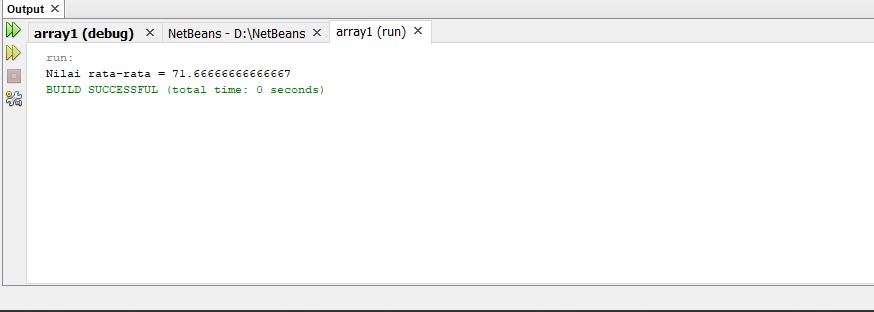 Output
array1 (debug) NetBeans - D:\NetBeans array1 (run)
run:
Nilai rata-rata = 71.66666666666667
BUILD SUCCESSFUL (total time: 0 seconds)